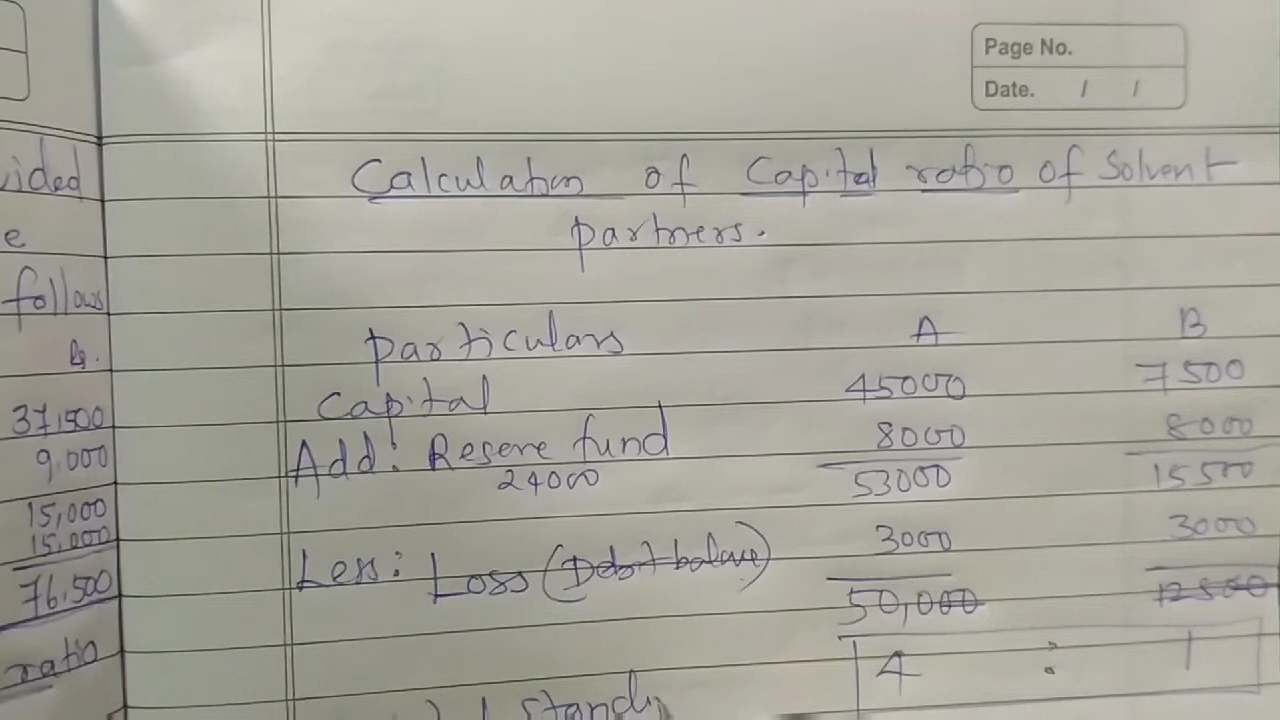 Page No.
Date. / /
ided
e
follows
Rs.
37,500
9,000
15,000
15,000
76,500
ratio
Calculation of Capital ratio of Solvent
partners.
particulars A B
Capital 45000 7500
Add: Reserve fund 8000 8000
24000 53000 15500
Less: Loss (Debit balance) 3000 3000
50,000 12500
4 : 1